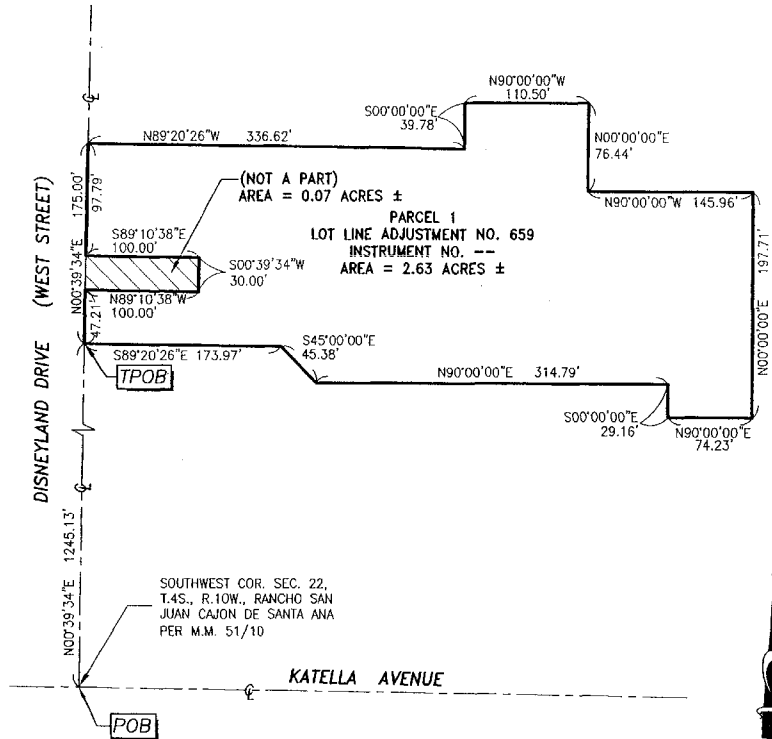 N90°00'00"W
110.50'
S00°00'00"E
39.78'
N00°00'00"E
76.44'
N89°20'26"W 336.62'
(NOT A PART)
AREA = 0.07 ACRES ±
N90°00'00"W 145.96'
PARCEL 1
LOT LINE ADJUSTMENT NO. 659
INSTRUMENT NO. --
AREA = 2.63 ACRES ±
N00°39'34"E 175.00'
97.79'
S89°10'38"E
100.00'
S00°39'34"W
30.00'
N89°10'38"W
100.00'
47.21'
N00°00'00"E 197.71'
DISNEYLAND DRIVE (WEST STREET)
S89°20'26"E 173.97'
S45°00'00"E
45.38'
TPOB
N90°00'00"E 314.79'
S00°00'00"E
29.16'
N90°00'00"E
74.23'
N00°39'34"E 1245.13'
SOUTHWEST COR. SEC. 22,
T.4S., R.10W., RANCHO SAN
JUAN CAJON DE SANTA ANA
PER M.M. 51/10
KATELLA AVENUE
POB